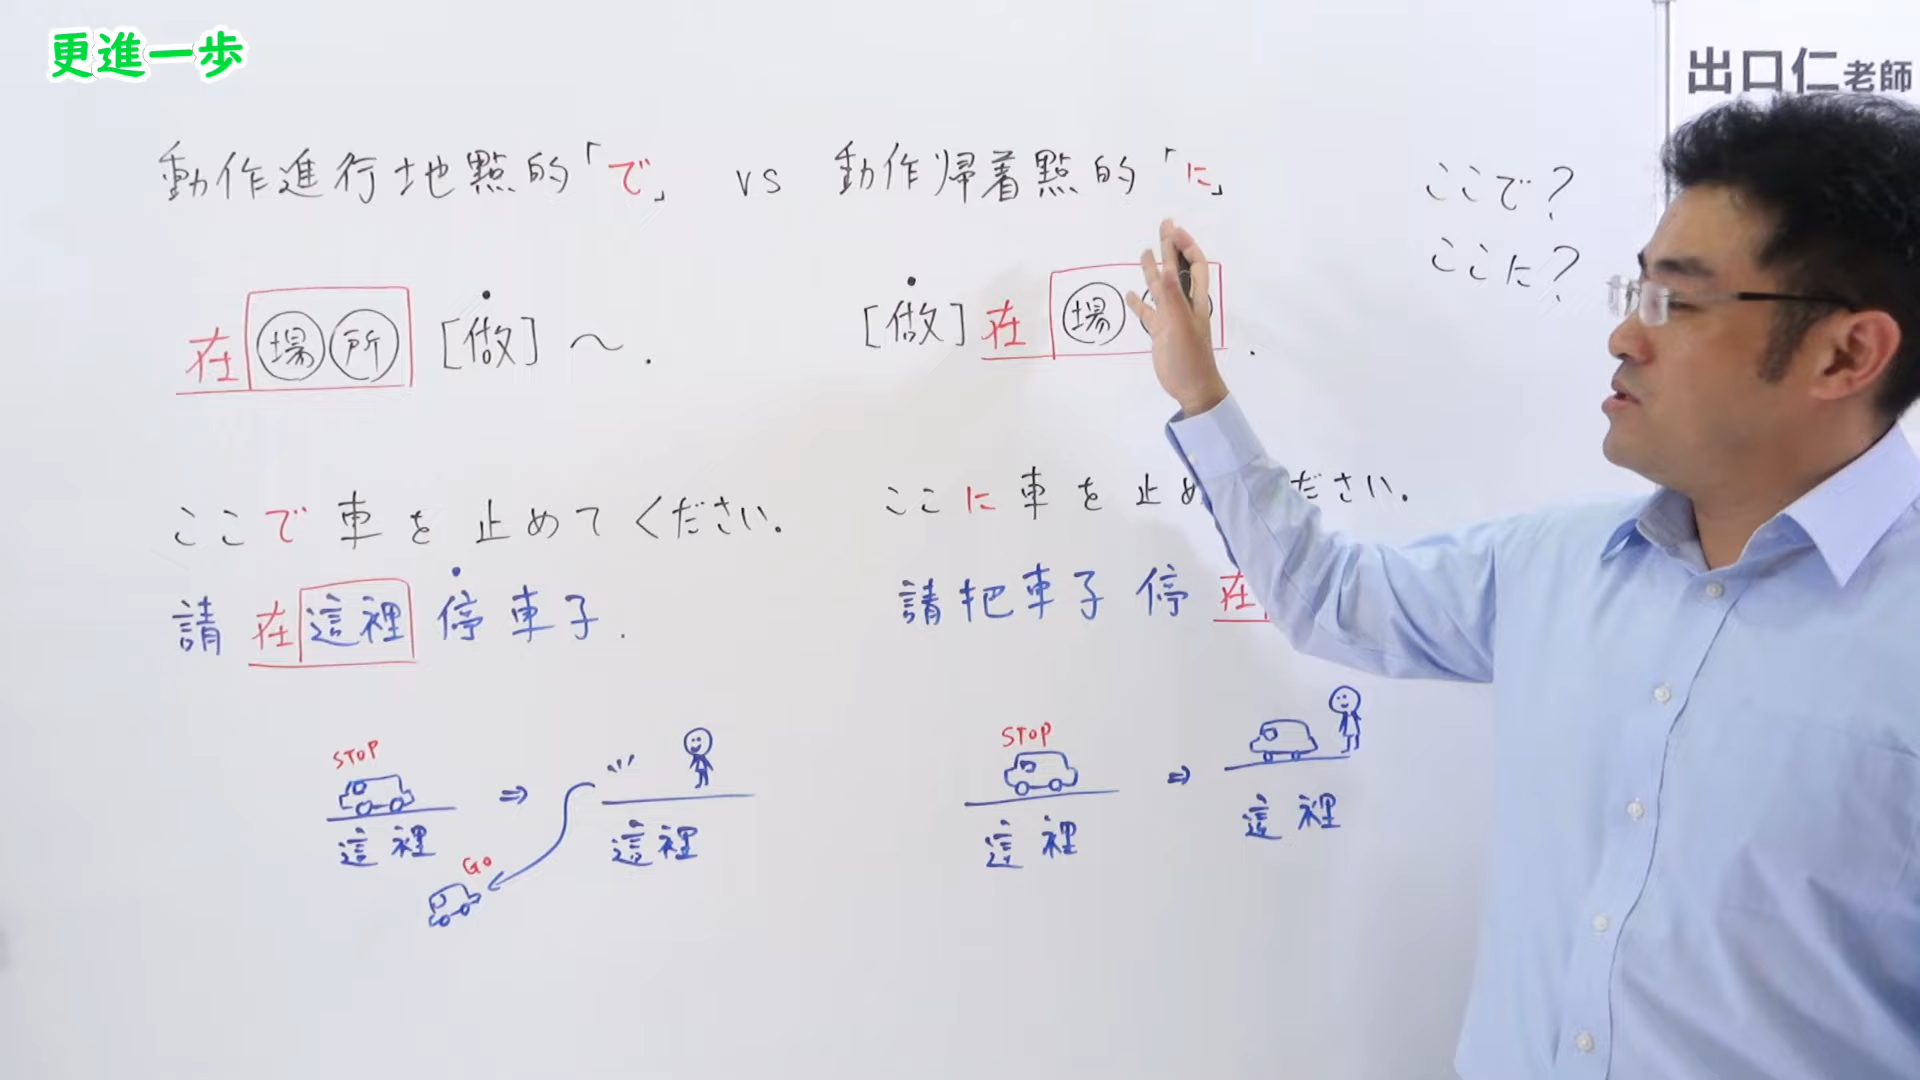 更進一步
出口仁老師
動作進行地點的「で」 vs 動作帰着點的「に」
ここで?
ここに?
在場所[做]～.
[做]在場.
ここで車を止めてください.
ここに車を止めださい.
請在這裡停車子.
請把車子停在
STOP
這裡
⇒
這裡
GO
STOP
這裡
⇒
這裡